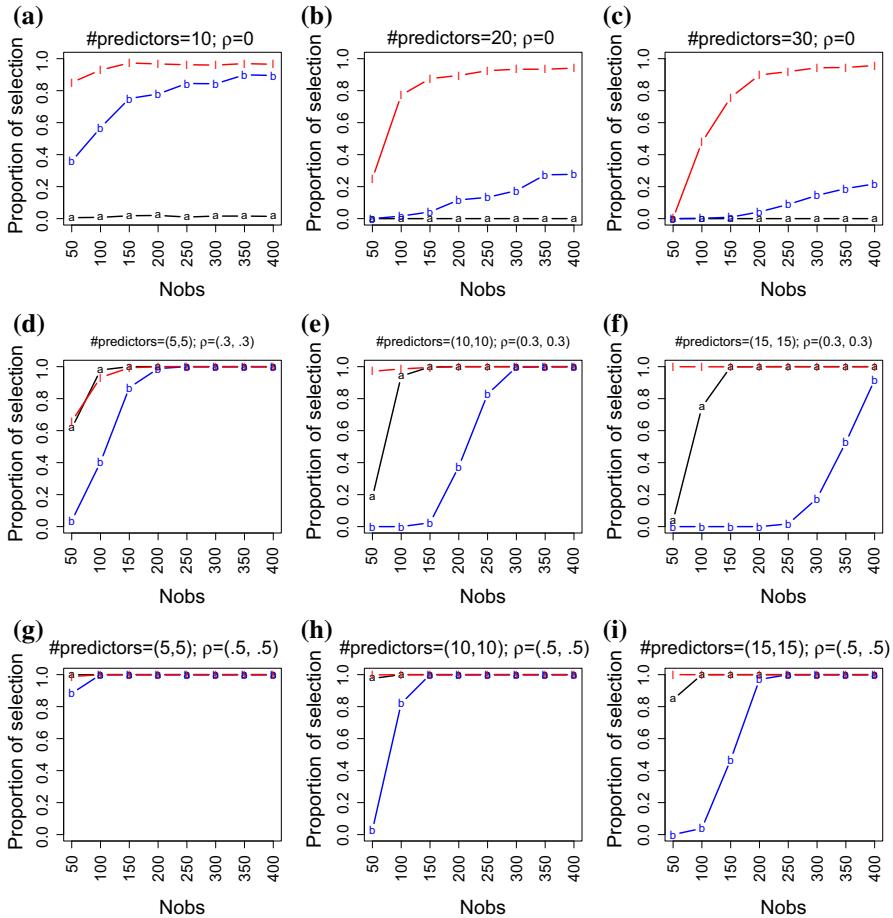 (a)
#predictors=10; ρ=0
Proportion of selection
0.0 0.2 0.4 0.6 0.8 1.0
l l l l l l l l
b b b b b b b b
a a a a a a a a
50 100 150 200 250 300 350 400
Nobs
(b)
#predictors=20; ρ=0
Proportion of selection
0.0 0.2 0.4 0.6 0.8 1.0
l l l l l l l l
b b b b b b b b
a a a a a a a a
50 100 150 200 250 300 350 400
Nobs
(c)
#predictors=30; ρ=0
Proportion of selection
0.0 0.2 0.4 0.6 0.8 1.0
l l l l l l l l
b b b b b b b b
a a a a a a a a
50 100 150 200 250 300 350 400
Nobs
(d)
#predictors=(5,5); ρ=(.3, .3)
Proportion of selection
0.0 0.2 0.4 0.6 0.8 1.0
l l l l l l l l
a a a a a a a a
b b b b b b b b
50 100 150 200 250 300 350 400
Nobs
(e)
#predictors=(10,10); ρ=(0.3, 0.3)
Proportion of selection
0.0 0.2 0.4 0.6 0.8 1.0
l l l l l l l l
a a a a a a a a
b b b b b b b b
50 100 150 200 250 300 350 400
Nobs
(f)
#predictors=(15, 15); ρ=(0.3, 0.3)
Proportion of selection
0.0 0.2 0.4 0.6 0.8 1.0
l l l l l l l l
a a a a a a a a
b b b b b b b b
50 100 150 200 250 300 350 400
Nobs
(g)
#predictors=(5,5); ρ=(.5, .5)
Proportion of selection
0.0 0.2 0.4 0.6 0.8 1.0
l l l l l l l l
a a a a a a a a
b b b b b b b b
50 100 150 200 250 300 350 400
Nobs
(h)
#predictors=(10,10); ρ=(.5, .5)
Proportion of selection
0.0 0.2 0.4 0.6 0.8 1.0
l l l l l l l l
a a a a a a a a
b b b b b b b b
50 100 150 200 250 300 350 400
Nobs
(i)
#predictors=(15,15); ρ=(.5, .5)
Proportion of selection
0.0 0.2 0.4 0.6 0.8 1.0
l l l l l l l l
a a a a a a a a
b b b b b b b b
50 100 150 200 250 300 350 400
Nobs